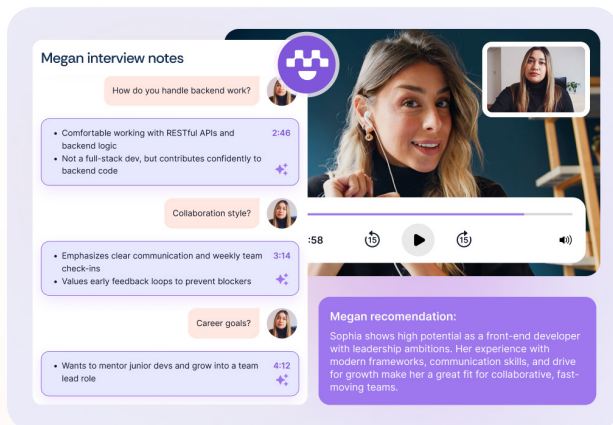 Megan interview notes
How do you handle backend work?
• Comfortable working with RESTful APIs and
backend logic
2:46
• Not a full-stack dev, but contributes confidently to
backend code
Collaboration style?
• Emphasizes clear communication and weekly team
check-ins
3:14
• Values early feedback loops to prevent blockers
Career goals?
• Wants to mentor junior devs and grow into a team
lead role
4:12
:58
15
15
Megan recomendation:
Sophia shows high potential as a front-end developer
with leadership ambitions. Her experience with
modern frameworks, communication skills, and drive
for growth make her a great fit for collaborative, fast-
moving teams.